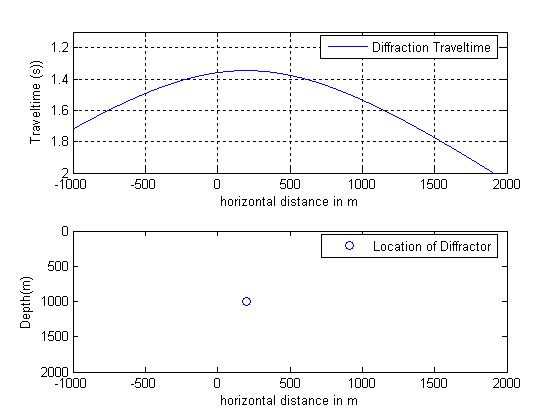 Diffraction Traveltime
Traveltime (s))
1.2
1.4
1.6
1.8
2
-1000 -500 0 500 1000 1500 2000
horizontal distance in m
Location of Diffractor
Depth(m)
0
500
1000
1500
2000
-1000 -500 0 500 1000 1500 2000
horizontal distance in m